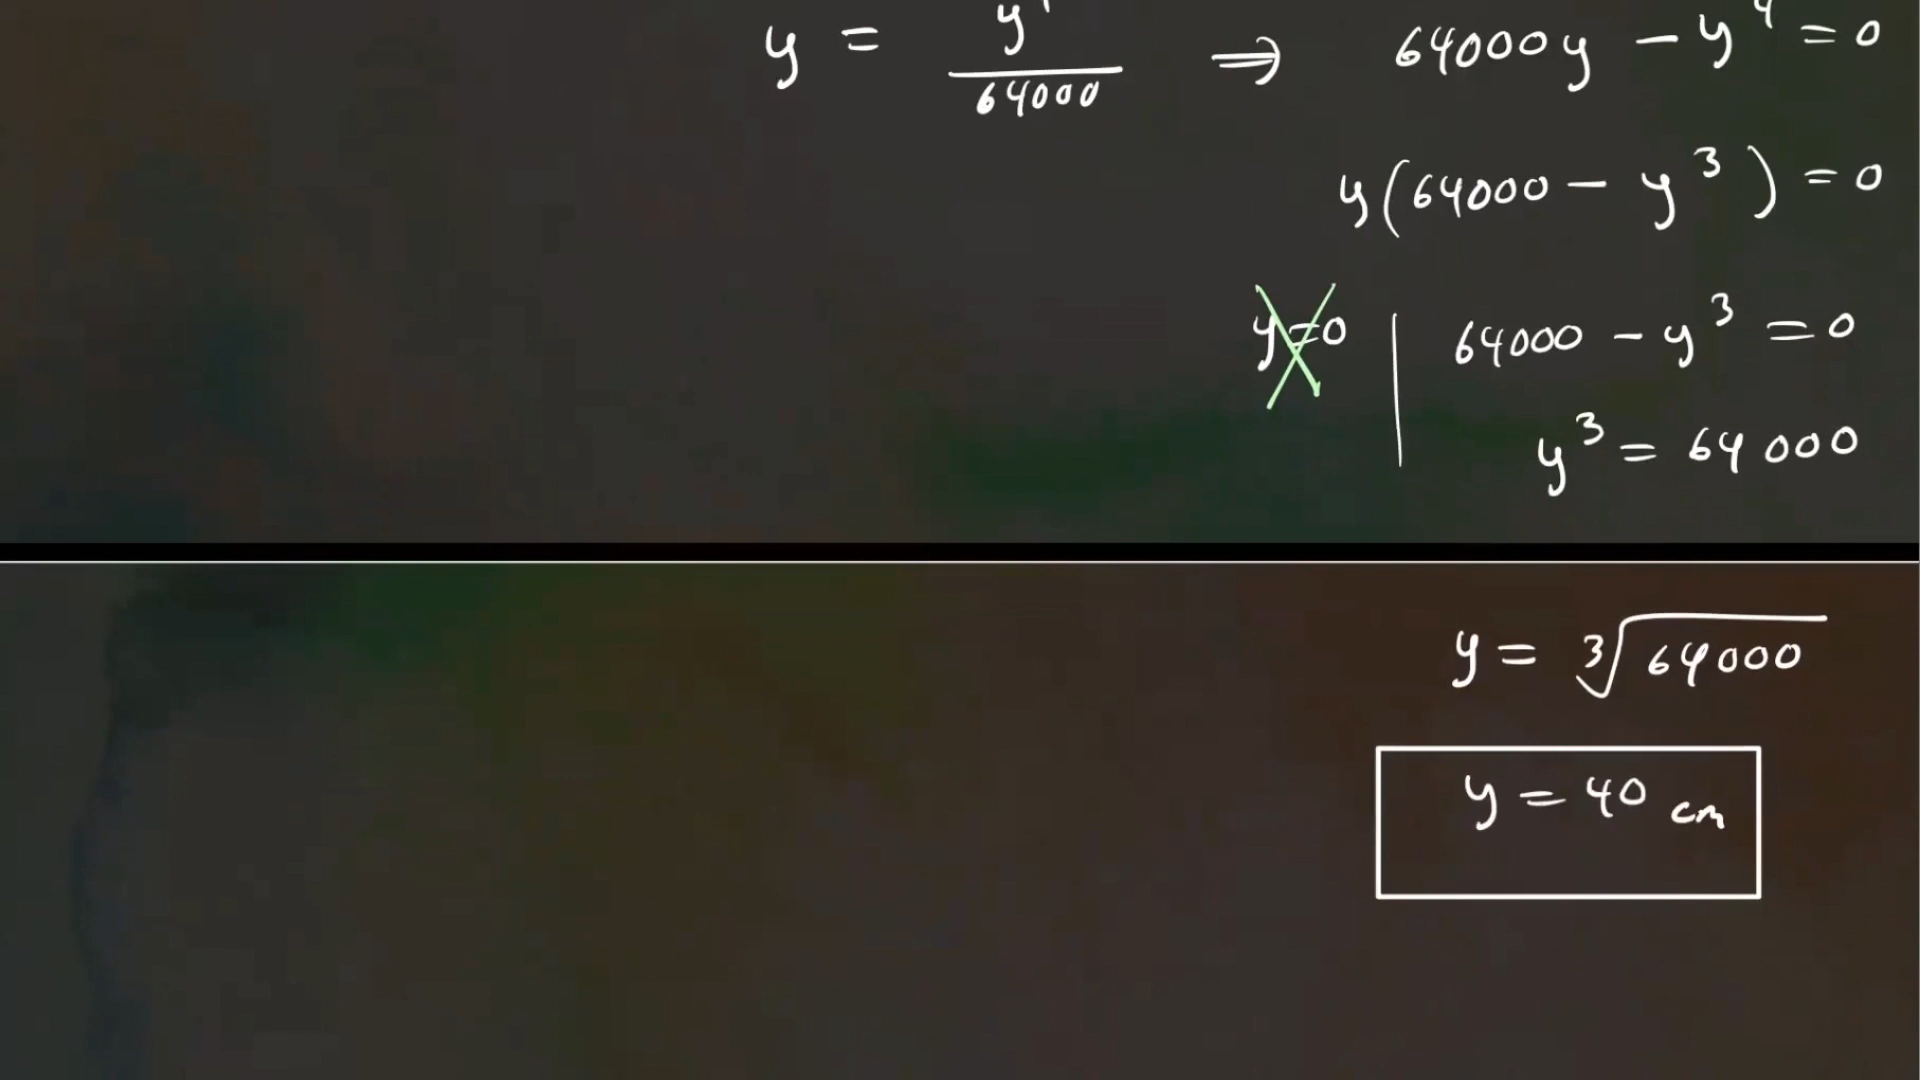 y = y⁴/64000 ⇒ 64000y − y⁴ = 0
y(64000 − y³) = 0
y=0 | 64000 − y³ = 0
y³ = 64000
y = ∛64000
y = 40 cm